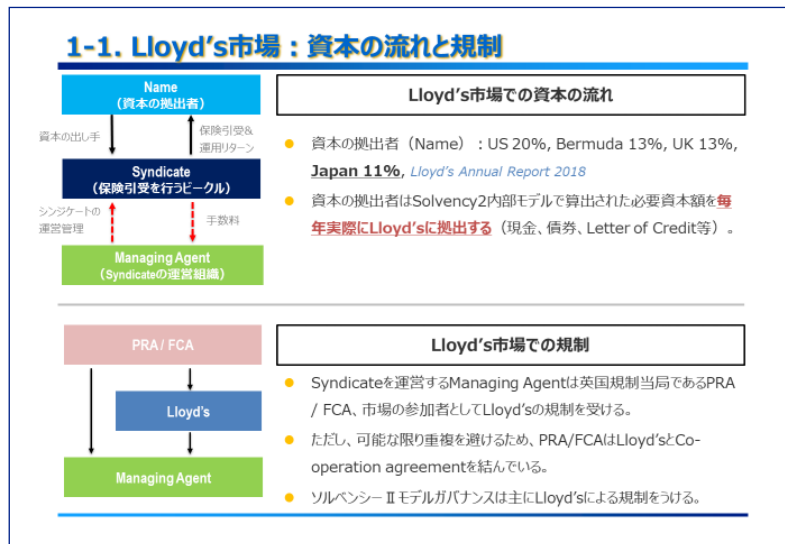 1-1. Lloyd’s市場：資本の流れと規制
Name
（資本の拠出者）
資本の出し手
保険引受&
運用リターン
Syndicate
（保険引受を行うビークル）
シンジケートの
運営管理
手数料
Managing Agent
（Syndicateの運営組織）
Lloyd’s市場での資本の流れ
資本の拠出者（Name）：US 20%, Bermuda 13%, UK 13%,
Japan 11%, Lloyd’s Annual Report 2018
資本の拠出者はSolvency2内部モデルで算出された必要資本額を毎
年実際にLloyd’sに拠出する（現金、債券、Letter of Credit等）。
PRA / FCA
Lloyd’s
Managing Agent
Lloyd’s市場での規制
Syndicateを運営するManaging Agentは英国規制当局であるPRA
/ FCA、市場の参加者としてLloyd’sの規制を受ける。
ただし、可能な限り重複を避けるため、PRA/FCAはLloyd’sとCo-
operation agreementを結んでいる。
ソルベンシーⅡモデルガバナンスは主にLloyd’sによる規制をうける。